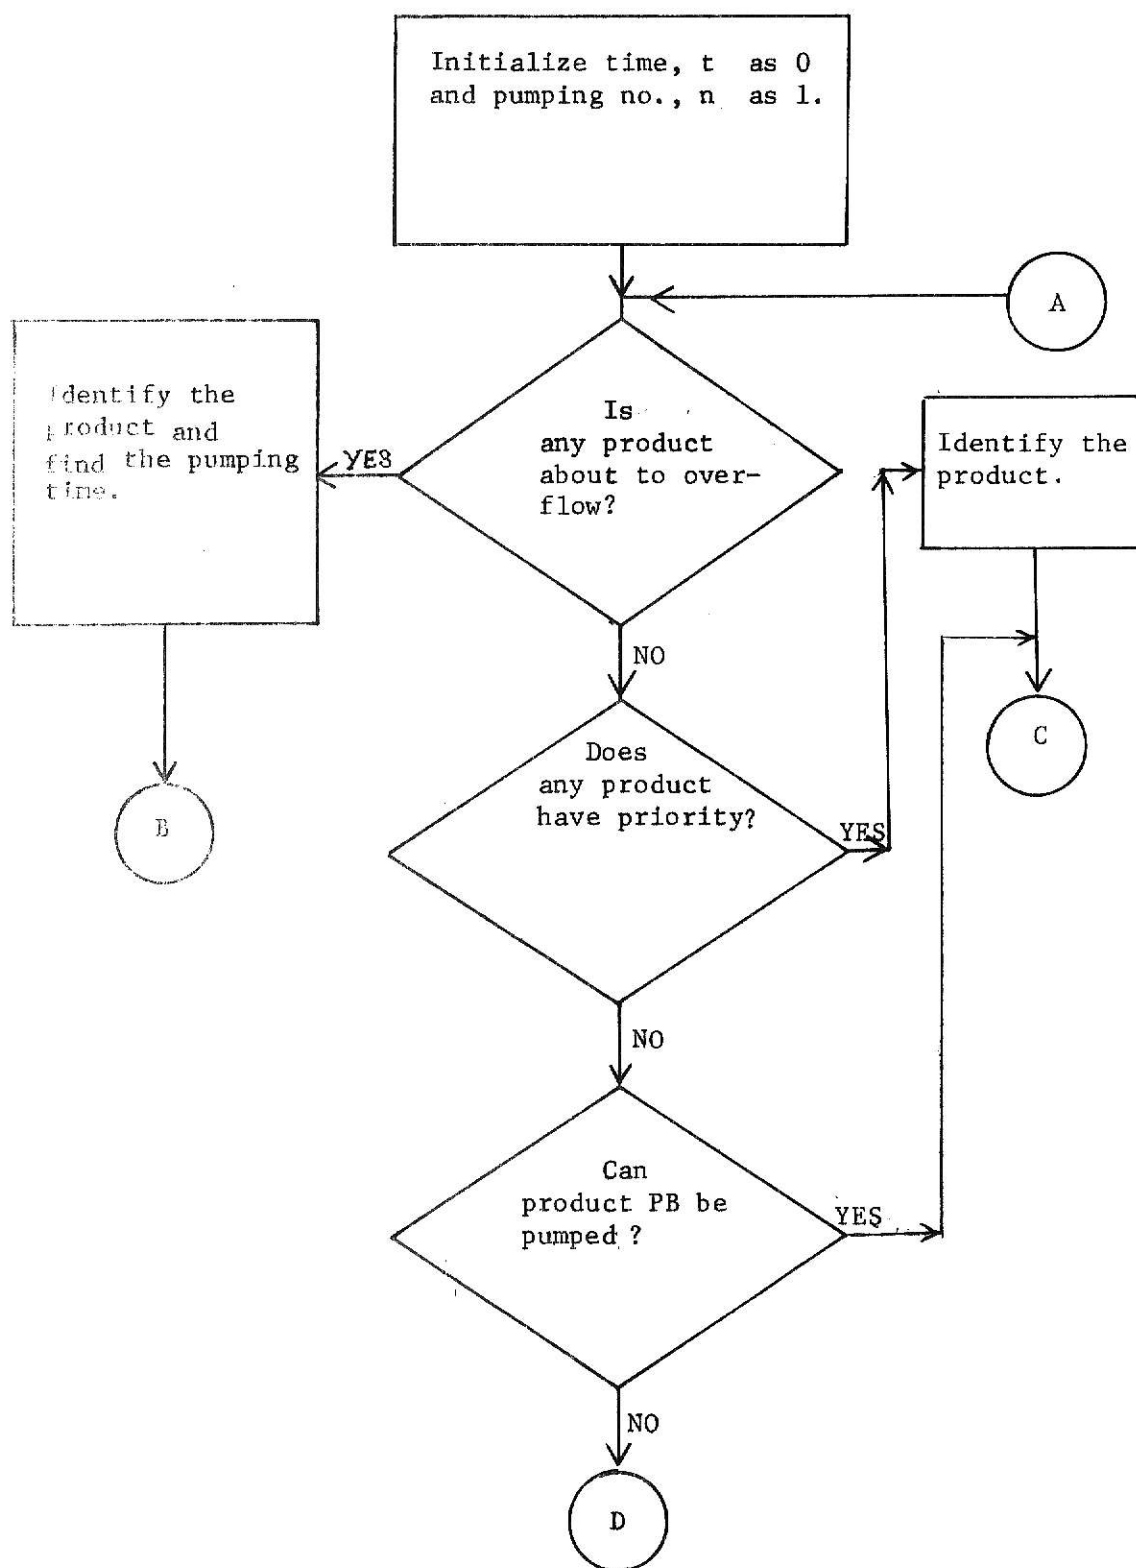 Initialize time, t as 0
and pumping no., n as 1.
A
Is
any product
about to over-
flow?
YES
Identify the
product and
find the pumping
time.
B
Identify the
product.
C
NO
Does
any product
have priority?
YES
NO
Can
product PB be
pumped ?
YES
NO
D